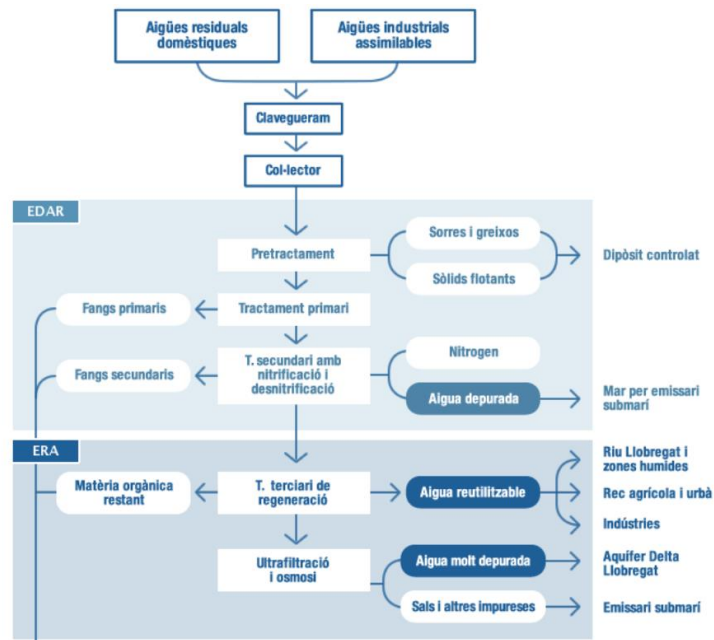 Aigües residuals
domèstiques
Aigües industrials
assimilables
Clavegueram
Col·lector
EDAR
Pretractament
Sorres i greixos
Sòlids flotants
Dipòsit controlat
Fangs primaris
Tractament primari
Fangs secundaris
T. secundari amb
nitrificació i
desnitrificació
Nitrogen
Aigua depurada
Mar per emissari
submarí
ERA
Matèria orgànica
restant
T. terciari de
regeneració
Aigua reutilitzable
Riu Llobregat i
zones humides
Rec agrícola i urbà
Indústries
Ultrafiltració
i osmosi
Aigua molt depurada
Aqüífer Delta
Llobregat
Sals i altres impureses
Emissari submarí